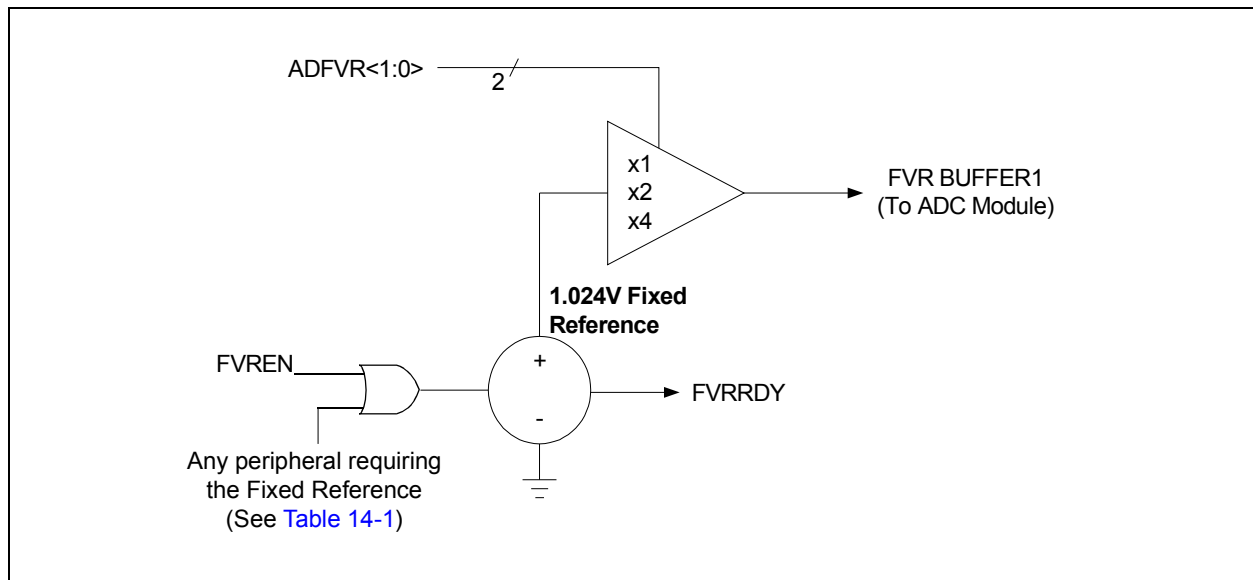 ADFVR<1:0>
2
x1
x2
x4
FVR BUFFER1
(To ADC Module)
1.024V Fixed
Reference
FVREN
+
-
FVRRDY
Any peripheral requiring
the Fixed Reference
(See Table 14-1)